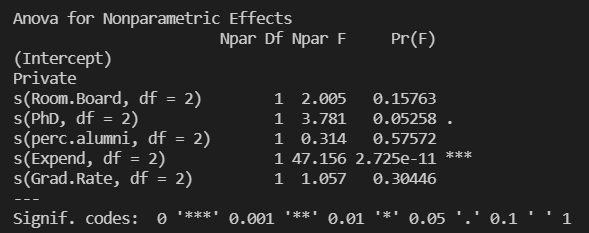 Anova for Nonparametric Effects
Npar Df Npar F Pr(F)
(Intercept)
Private
s(Room.Board, df = 2) 1 2.005 0.15763
s(PhD, df = 2) 1 3.781 0.05258 .
s(perc.alumni, df = 2) 1 0.314 0.57572
s(Expend, df = 2) 1 47.156 2.725e-11 ***
s(Grad.Rate, df = 2) 1 1.057 0.30446
---
Signif. codes: 0 '***' 0.001 '**' 0.01 '*' 0.05 '.' 0.1 ' ' 1